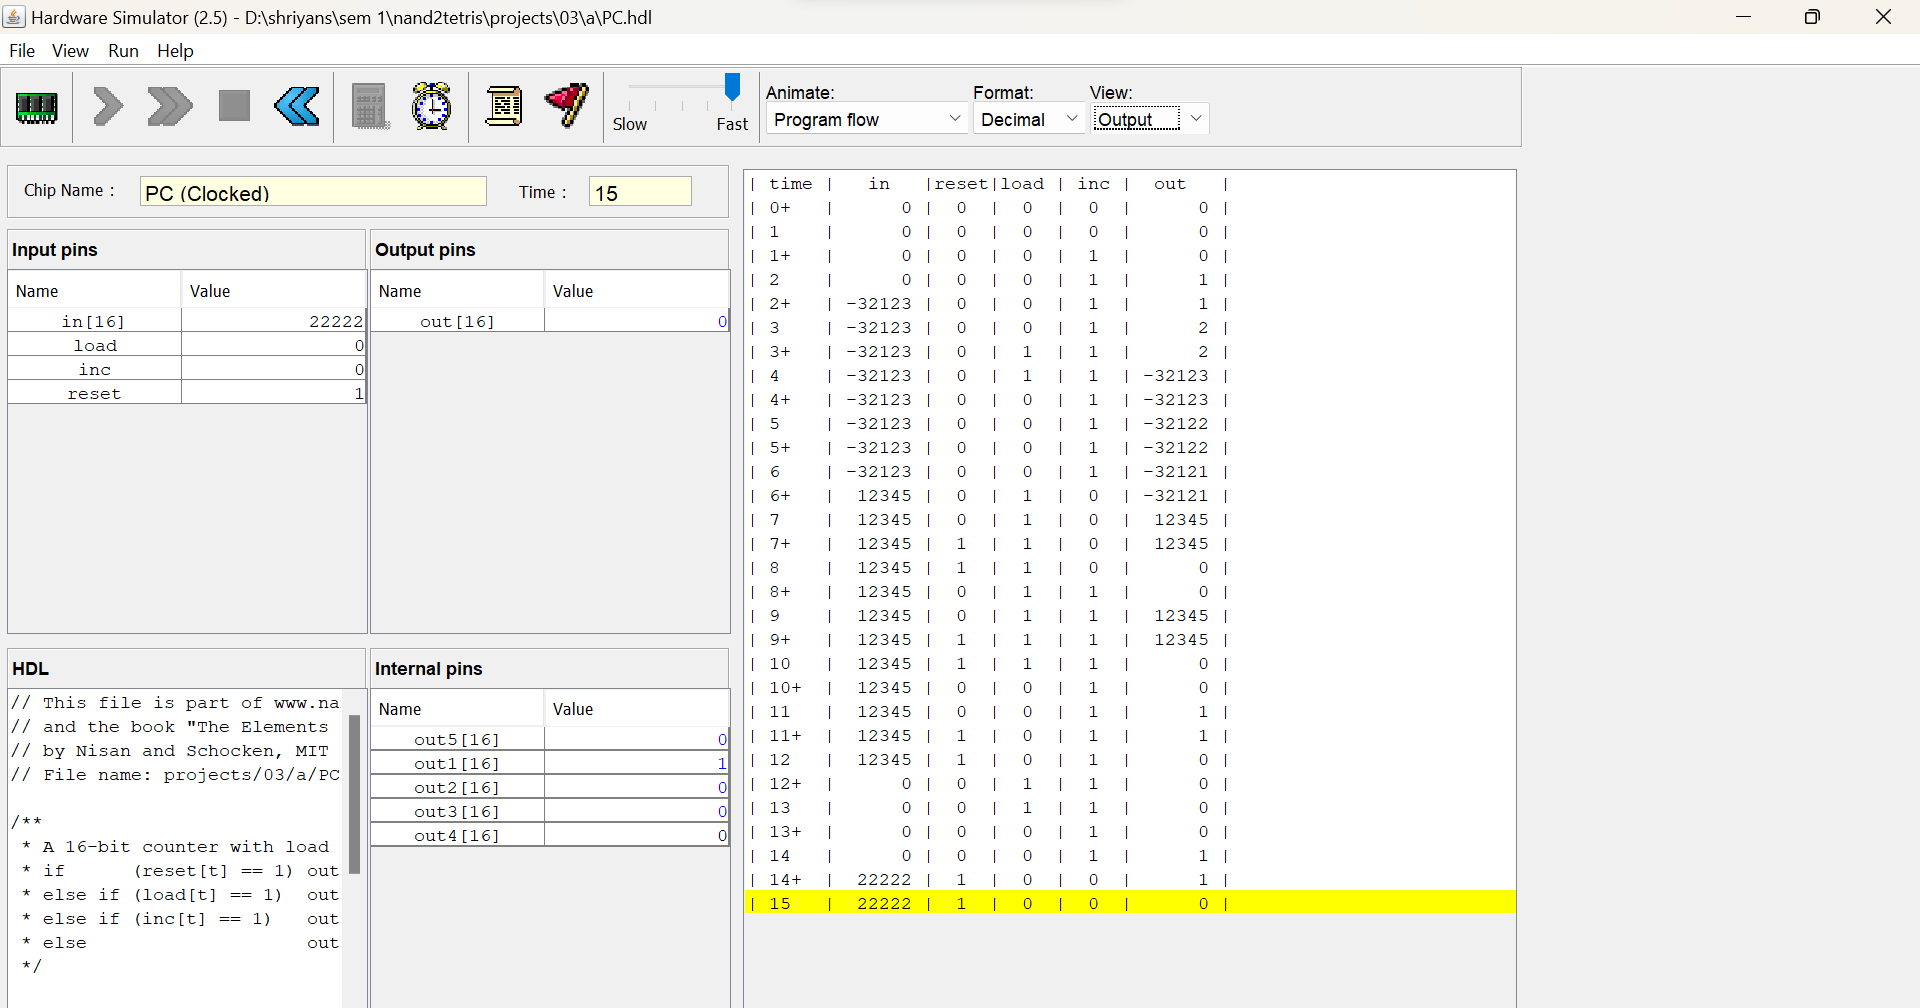 Hardware Simulator (2.5) - D:\shriyans\sem 1\nand2tetris\projects\03\a\PC.hdl
File View Run Help
Slow Fast
Animate: Format: View:
Program flow Decimal Output
Chip Name : PC (Clocked) Time : 15
Input pins
Name Value
in[16] 22222
load 0
inc 0
reset 1
Output pins
Name Value
out[16] 0
HDL
// This file is part of www.na
// and the book "The Elements
// by Nisan and Schocken, MIT
// File name: projects/03/a/PC
/**
* A 16-bit counter with load
* if (reset[t] == 1) out
* else if (load[t] == 1) out
* else if (inc[t] == 1) out
* else out
*/
Internal pins
Name Value
out5[16] 0
out1[16] 1
out2[16] 0
out3[16] 0
out4[16] 0
| time | in |reset|load | inc | out |
| 0+ | 0 | 0 | 0 | 0 | 0 |
| 1 | 0 | 0 | 0 | 0 | 0 |
| 1+ | 0 | 0 | 0 | 1 | 0 |
| 2 | 0 | 0 | 0 | 1 | 1 |
| 2+ | -32123 | 0 | 0 | 1 | 1 |
| 3 | -32123 | 0 | 0 | 1 | 2 |
| 3+ | -32123 | 0 | 1 | 1 | 2 |
| 4 | -32123 | 0 | 1 | 1 | -32123 |
| 4+ | -32123 | 0 | 0 | 1 | -32123 |
| 5 | -32123 | 0 | 0 | 1 | -32122 |
| 5+ | -32123 | 0 | 0 | 1 | -32122 |
| 6 | -32123 | 0 | 0 | 1 | -32121 |
| 6+ | 12345 | 0 | 1 | 0 | -32121 |
| 7 | 12345 | 0 | 1 | 0 | 12345 |
| 7+ | 12345 | 1 | 1 | 0 | 12345 |
| 8 | 12345 | 1 | 1 | 0 | 0 |
| 8+ | 12345 | 0 | 1 | 1 | 0 |
| 9 | 12345 | 0 | 1 | 1 | 12345 |
| 9+ | 12345 | 1 | 1 | 1 | 12345 |
| 10 | 12345 | 1 | 1 | 1 | 0 |
| 10+ | 12345 | 0 | 0 | 1 | 0 |
| 11 | 12345 | 0 | 0 | 1 | 1 |
| 11+ | 12345 | 1 | 0 | 1 | 1 |
| 12 | 12345 | 1 | 0 | 1 | 0 |
| 12+ | 0 | 0 | 1 | 1 | 0 |
| 13 | 0 | 0 | 1 | 1 | 0 |
| 13+ | 0 | 0 | 0 | 1 | 0 |
| 14 | 0 | 0 | 0 | 1 | 1 |
| 14+ | 22222 | 1 | 0 | 0 | 1 |
| 15 | 22222 | 1 | 0 | 0 | 0 |